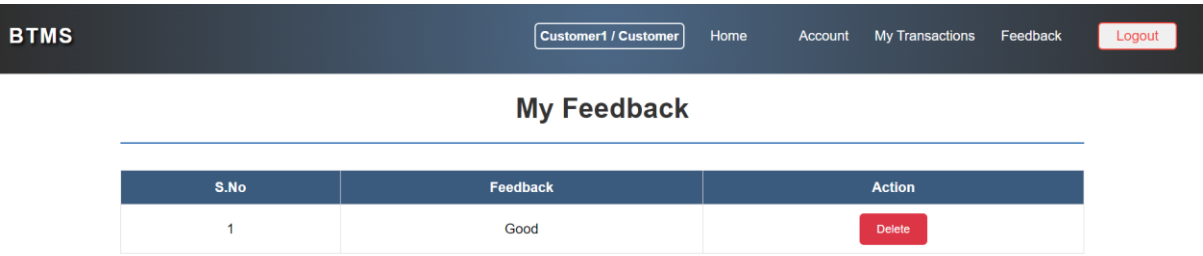 BTMS Customer1 / Customer Home Account My Transactions Feedback Logout
My Feedback
S.No Feedback Action
1 Good Delete